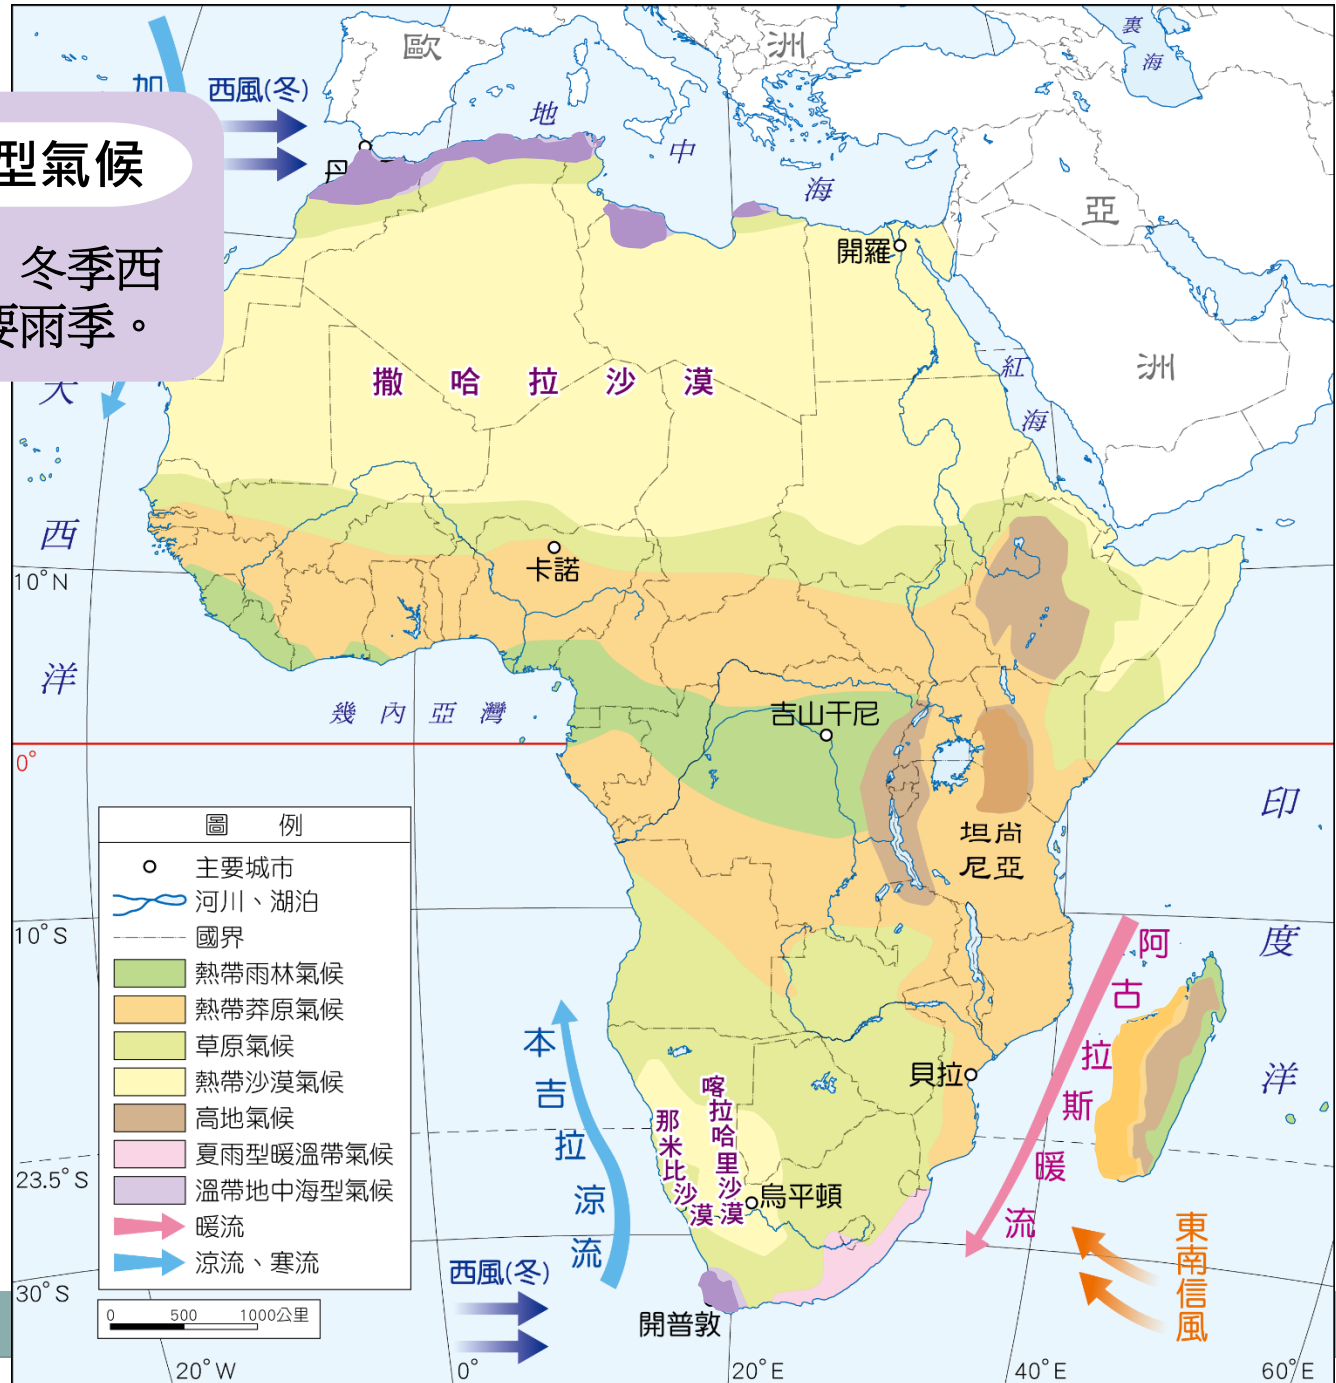 歐洲
裏海
加
西風(冬)
型氣候
丹
地中海
亞洲
冬季西
要雨季。
開羅
撒哈拉沙漠
紅海
大西洋
10°N
卡諾
幾內亞灣
吉山干尼
0°
印度洋
坦尚
尼亞
圖例
主要城市
河川、湖泊
國界
熱帶雨林氣候
熱帶莽原氣候
草原氣候
熱帶沙漠氣候
高地氣候
夏雨型暖溫帶氣候
溫帶地中海型氣候
暖流
涼流、寒流
10°S
阿古拉斯暖流
本吉拉涼流
貝拉
喀拉哈里沙漠
那米比沙漠
23.5°S
烏平頓
東南信風
西風(冬)
30°S
0 500 1000公里
開普敦
20°W 0° 20°E 40°E 60°E